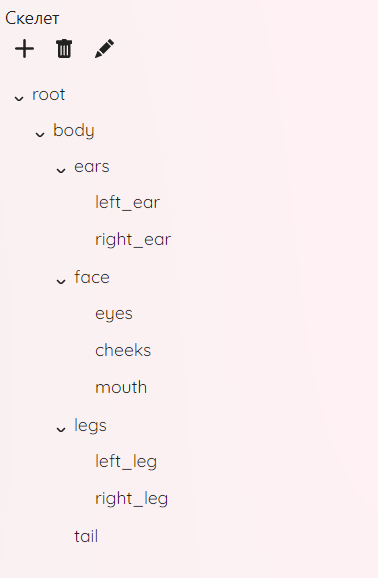 Скелет
root
body
ears
left_ear
right_ear
face
eyes
cheeks
mouth
legs
left_leg
right_leg
tail